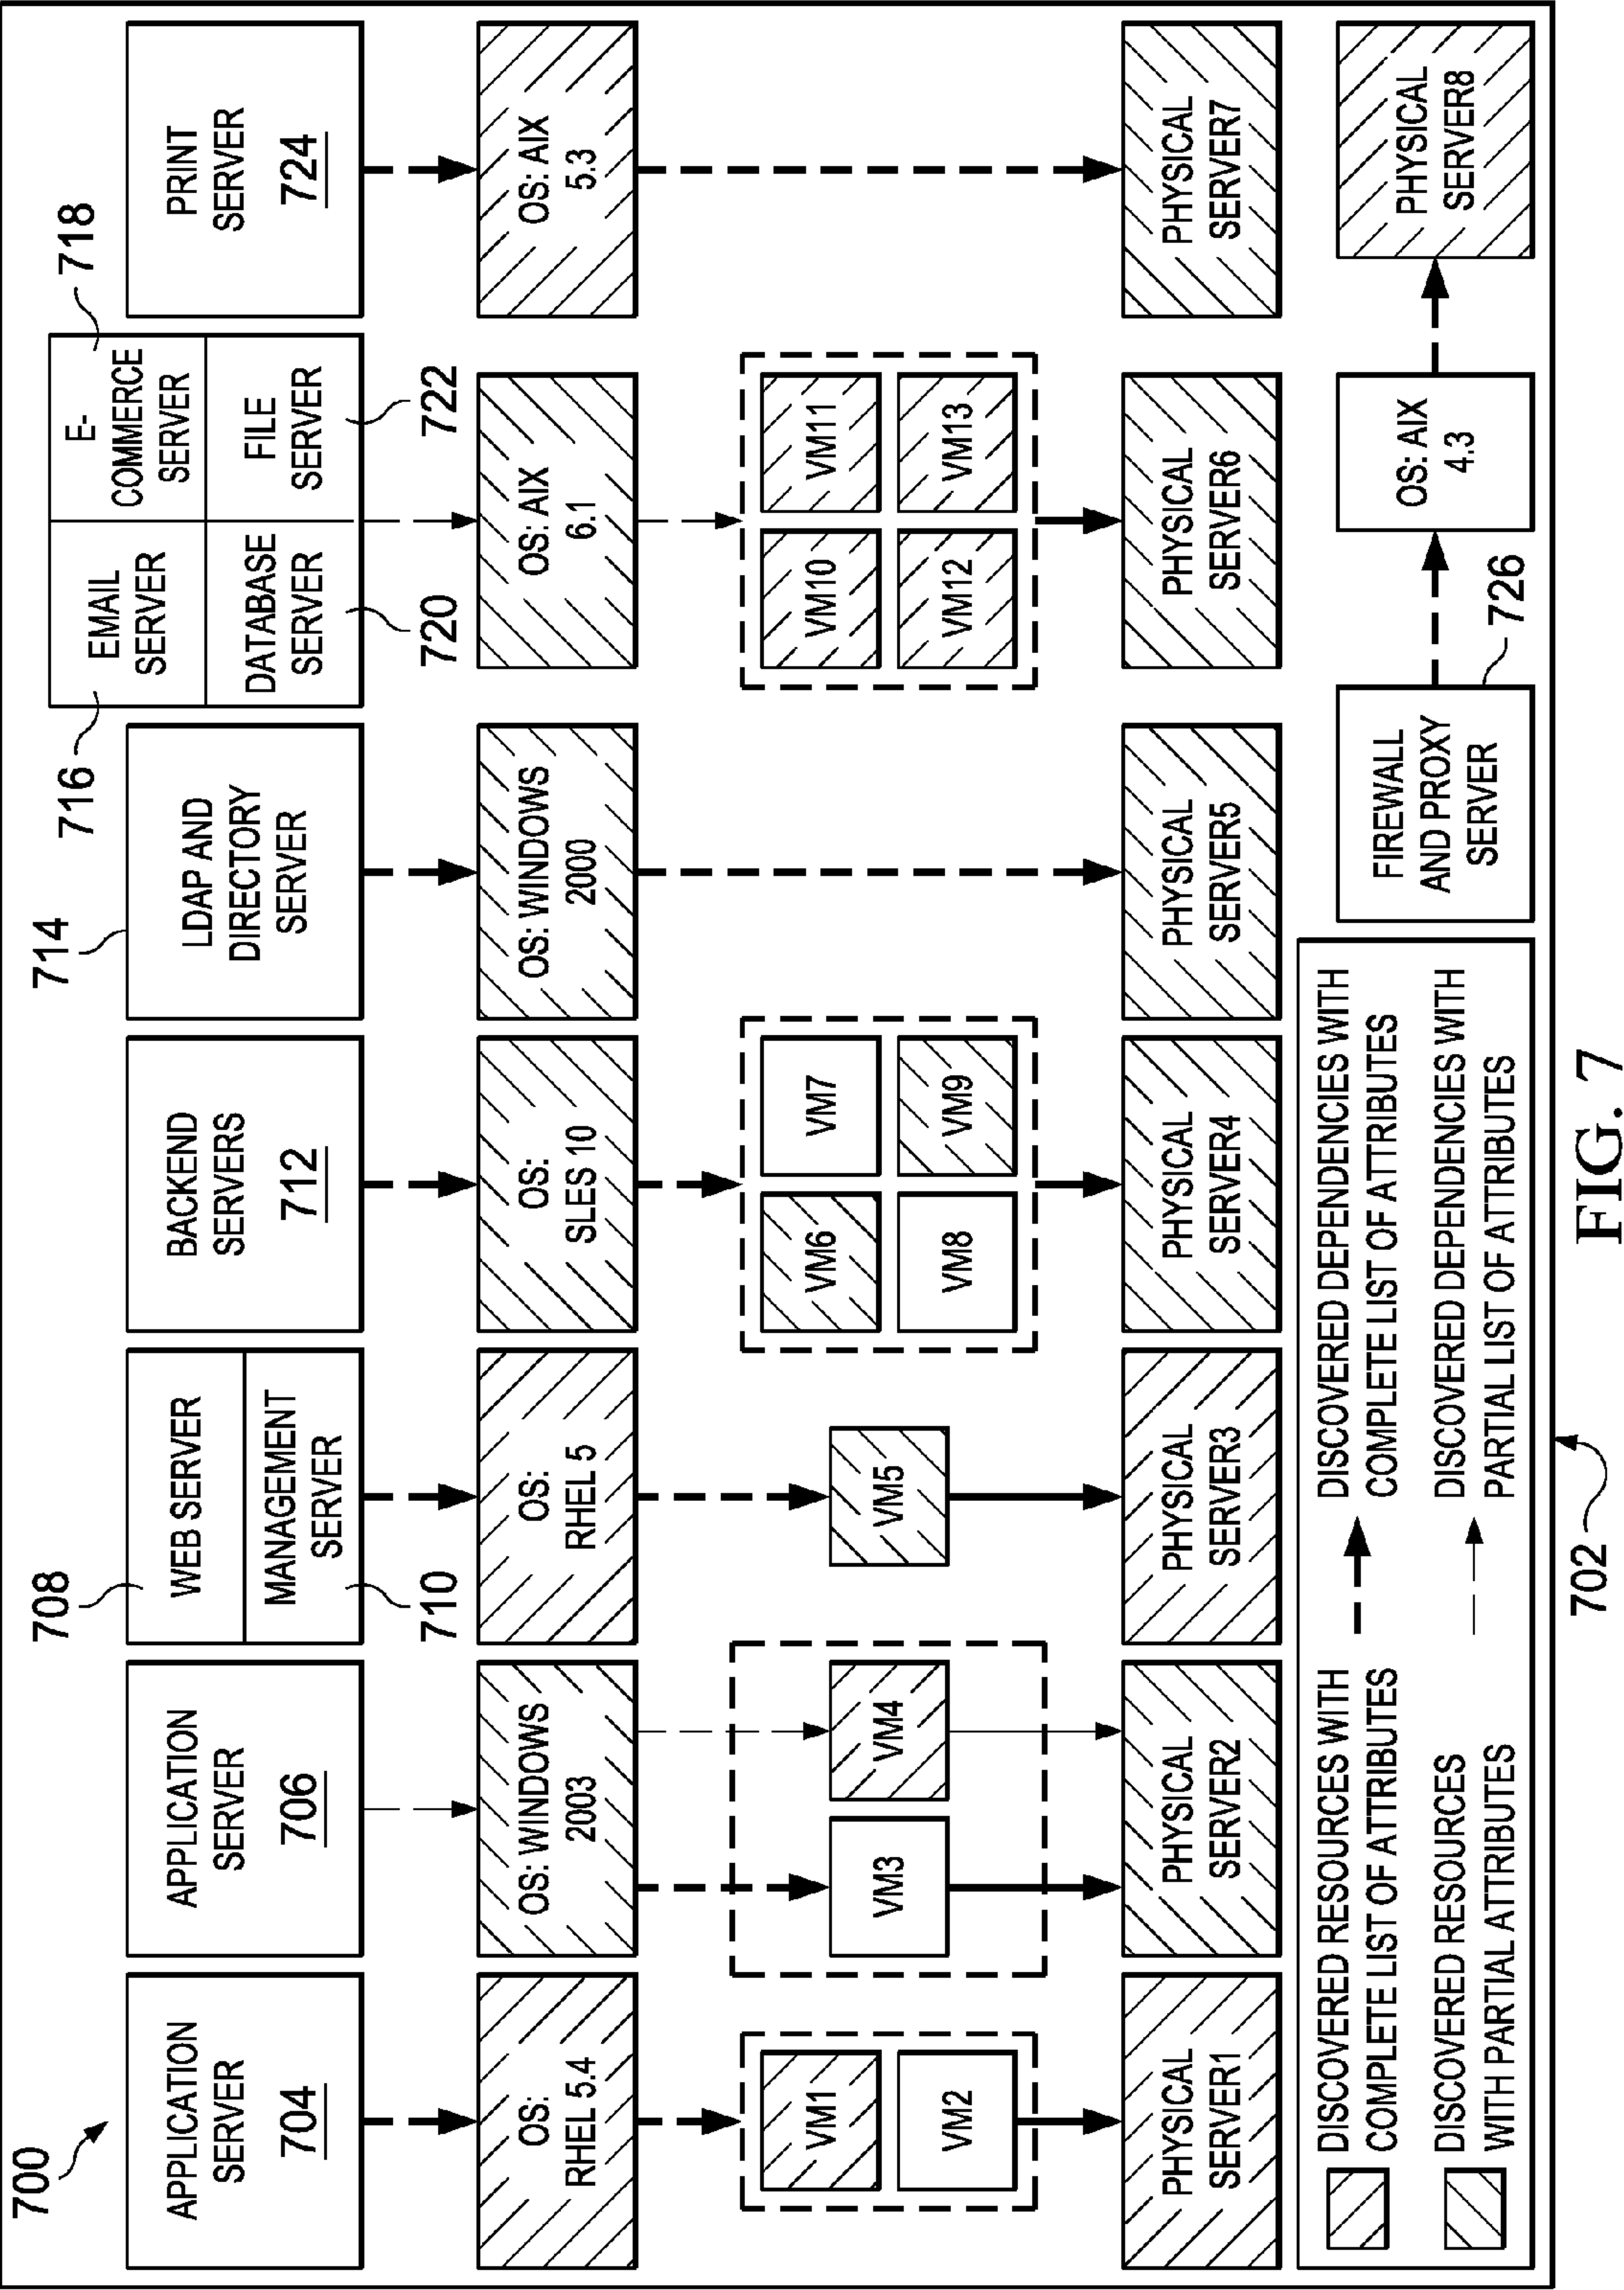 700
APPLICATION
SERVER
704
APPLICATION
SERVER
706
708
WEB SERVER
MANAGEMENT
SERVER
710
BACKEND
SERVERS
712
714
LDAP AND
DIRECTORY
SERVER
716
EMAIL
SERVER
E-
COMMERCE
SERVER
718
DATABASE
SERVER
720
FILE
SERVER
722
PRINT
SERVER
724
OS:
RHEL 5.4
OS: WINDOWS
2003
OS:
RHEL 5
OS:
SLES 10
OS: WINDOWS
2000
OS: AIX
6.1
OS: AIX
5.3
VM1
VM2
VM3
VM4
VM5
VM6
VM7
VM8
VM9
VM10
VM11
VM12
VM13
PHYSICAL
SERVER1
PHYSICAL
SERVER2
PHYSICAL
SERVER3
PHYSICAL
SERVER4
PHYSICAL
SERVER5
PHYSICAL
SERVER6
PHYSICAL
SERVER7
DISCOVERED RESOURCES WITH
COMPLETE LIST OF ATTRIBUTES
DISCOVERED RESOURCES
WITH PARTIAL ATTRIBUTES
DISCOVERED DEPENDENCIES WITH
COMPLETE LIST OF ATTRIBUTES
DISCOVERED DEPENDENCIES WITH
PARTIAL LIST OF ATTRIBUTES
FIREWALL
AND PROXY
SERVER
726
OS: AIX
4.3
PHYSICAL
SERVER8
702
FIG. 7